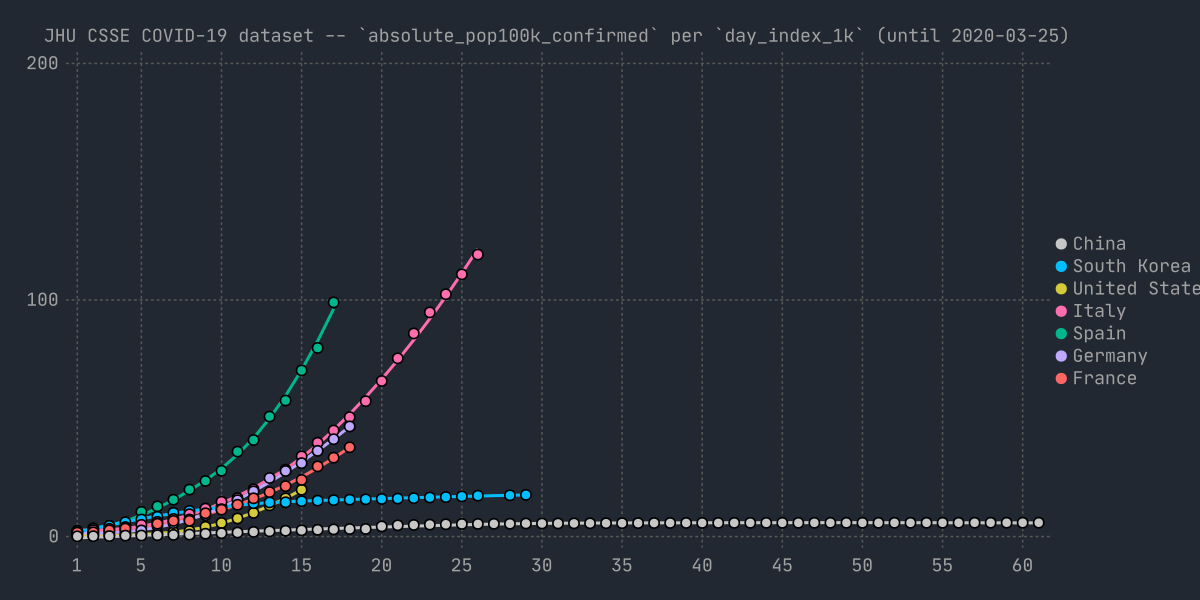 JHU CSSE COVID-19 dataset -- `absolute_pop100k_confirmed` per `day_index_1k` (until 2020-03-25)
200
100
0
1 5 10 15 20 25 30 35 40 45 50 55 60
China
South Korea
United State
Italy
Spain
Germany
France